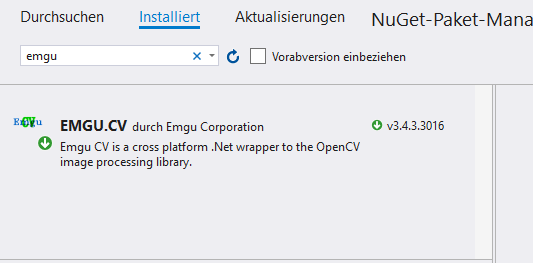 Durchsuchen Installiert Aktualisierungen NuGet-Paket-Mana
emgu Vorabversion einbeziehen
Emgu CV EMGU.CV durch Emgu Corporation v3.4.3.3016
Emgu CV is a cross platform .Net wrapper to the OpenCV
image processing library.